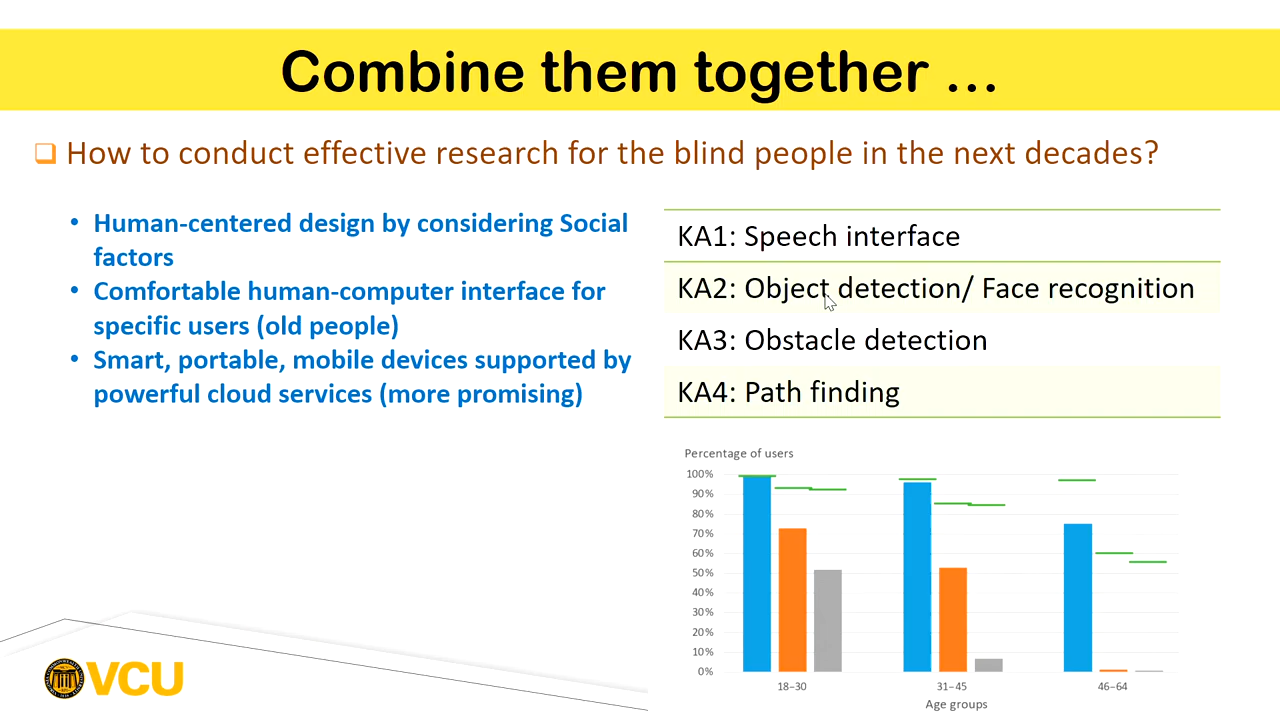 Combine them together ...
❑ How to conduct effective research for the blind people in the next decades?
• Human-centered design by considering Social
factors
• Comfortable human-computer interface for
specific users (old people)
• Smart, portable, mobile devices supported by
powerful cloud services (more promising)
KA1: Speech interface
KA2: Object detection/ Face recognition
KA3: Obstacle detection
KA4: Path finding
Percentage of users
100%
90%
80%
70%
60%
50%
40%
30%
20%
10%
0%
18–30
31–45
46–64
Age groups
VCU